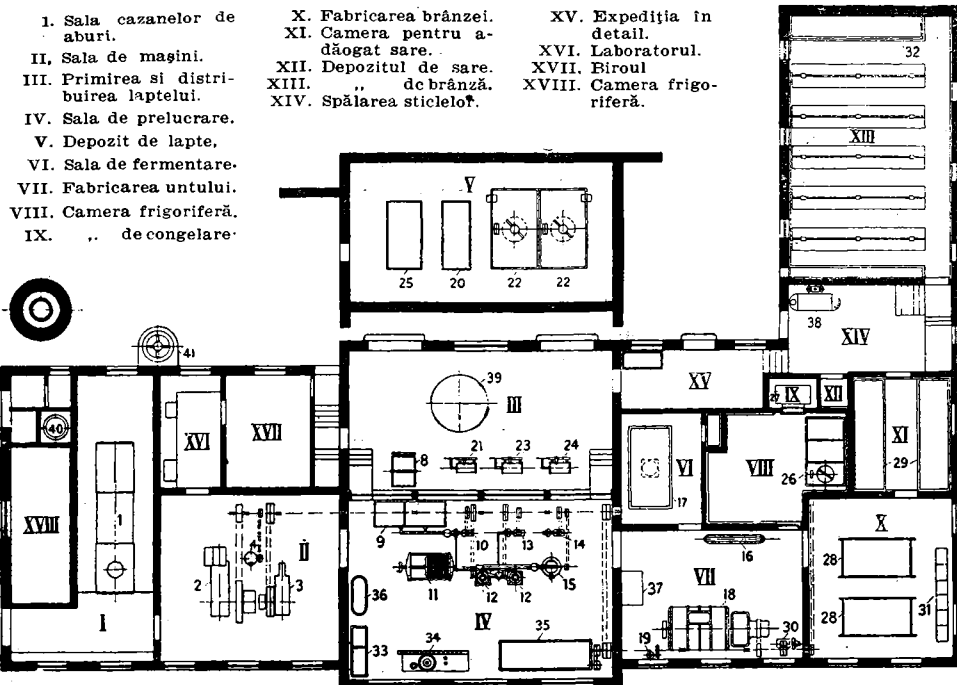 1. Sala cazanelor de
aburi.
II. Sala de mașini.
III. Primirea si distri-
buirea laptelui.
IV. Sala de prelucrare.
V. Depozit de lapte,
VI. Sala de fermentare.
VII. Fabricarea untului.
VIII. Camera frigoriferă.
IX. ,, de congelare.
X. Fabricarea brânzei.
XI. Camera pentru a-
dăogat sare.
XII. Depozitul de sare.
XIII. ,, de brânză.
XIV. Spălarea sticlelor.
XV. Expediția în
detail.
XVI. Laboratorul.
XVII. Biroul
XVIII. Camera frigo-
riferă.
32
XIII
V
25 20 22 22
38
XIV
41
39
III
XV
27 IX XII
40
XVI
XVII
8
21 23 24
VI
17
VIII
26
XI
29
XVIII
1
I
II
4
2 3
9
10 13 14
11
12 12
15
36
IV
33
34
35
16
37
VII
18
19
30
X
28
28
31